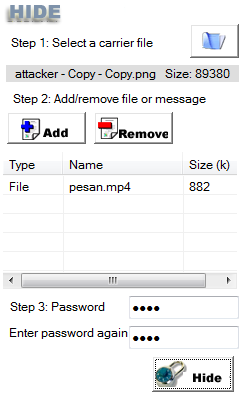 HIDE
Step 1: Select a carrier file
attacker - Copy - Copy.png Size: 89380
Step 2: Add/remove file or message
Add Remove
Type Name Size (k)
File pesan.mp4 882
Step 3: Password ••••
Enter password again ••••
Hide